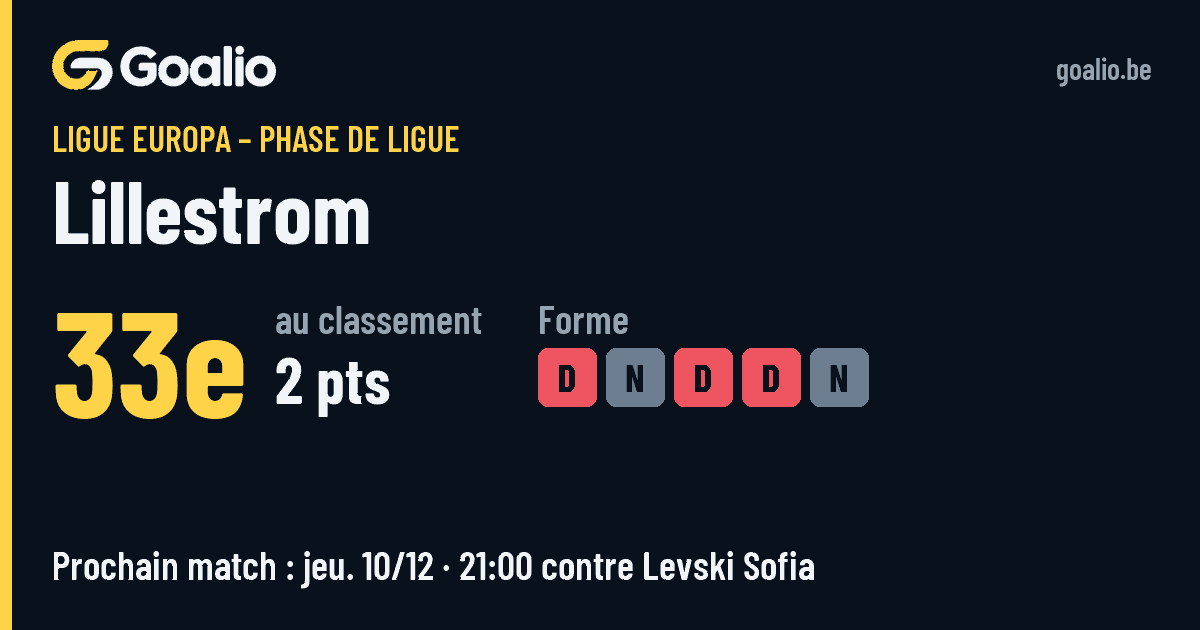 Goalio
goalio.be
LIGUE EUROPA – PHASE DE LIGUE
Lillestrom
33e
au classement
2 pts
Forme
D N D D N
Prochain match : jeu. 10/12 · 21:00 contre Levski Sofia